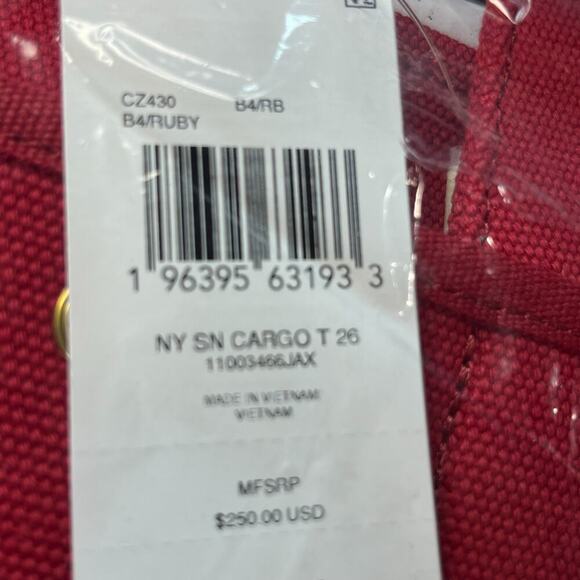 CZ430 B4/RB
B4/RUBY
1 96395 63193 3
NY SN CARGO T 26
11003466JAX
MADE IN VIETNAM/
VIETNAM
MFSRP
$250.00 USD